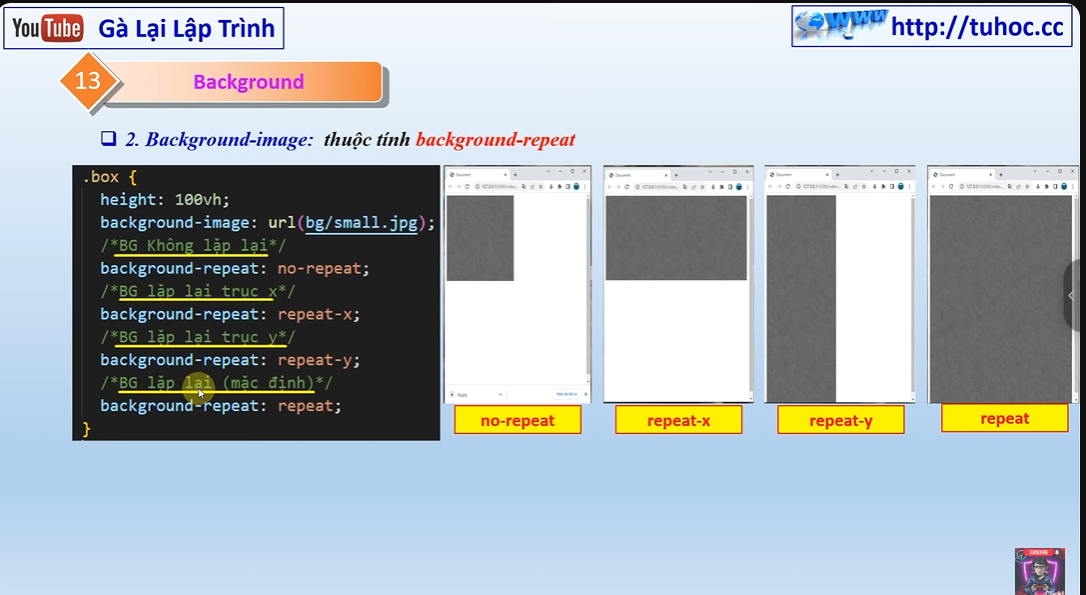 YouTube Gà Lại Lập Trình
WWW http://tuhoc.cc
13 Background
2. Background-image: thuộc tính background-repeat
.box {
height: 100vh;
background-image: url(bg/small.jpg);
/*BG Không lặp lại*/
background-repeat: no-repeat;
/*BG lặp lại trục x*/
background-repeat: repeat-x;
/*BG lặp lại trục y*/
background-repeat: repeat-y;
/*BG lặp lại (mặc định)*/
background-repeat: repeat;
}
Document
Document
Document
Document
no-repeat
repeat-x
repeat-y
repeat
SUBSCRIBE